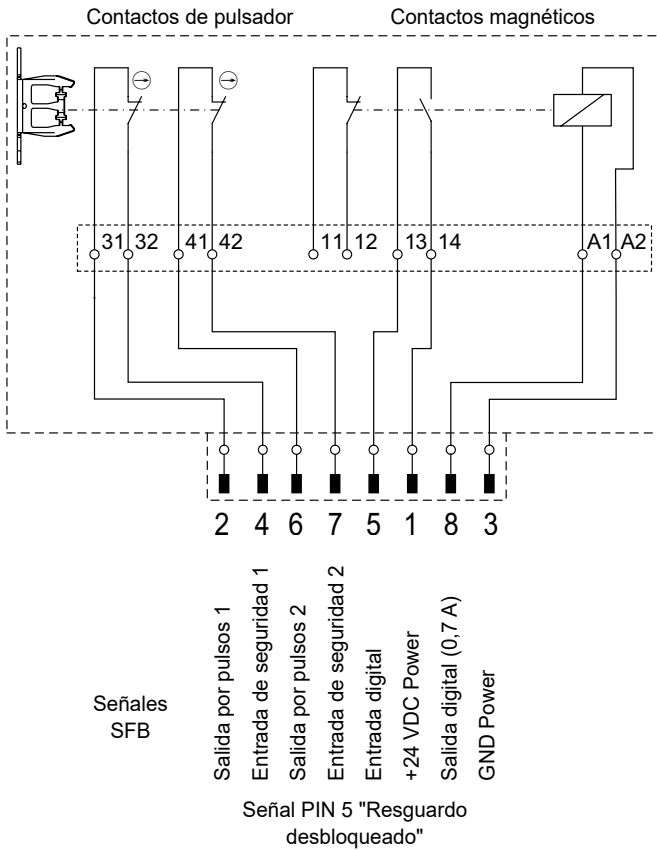 Contactos de pulsador Contactos magnéticos
31 32 41 42 11 12 13 14 A1 A2
2 4 6 7 5 1 8 3
Salida por pulsos 1
Entrada de seguridad 1
Salida por pulsos 2
Entrada de seguridad 2
Entrada digital
+24 VDC Power
Salida digital (0,7 A)
GND Power
Señales
SFB
Señal PIN 5 "Resguardo
desbloqueado"